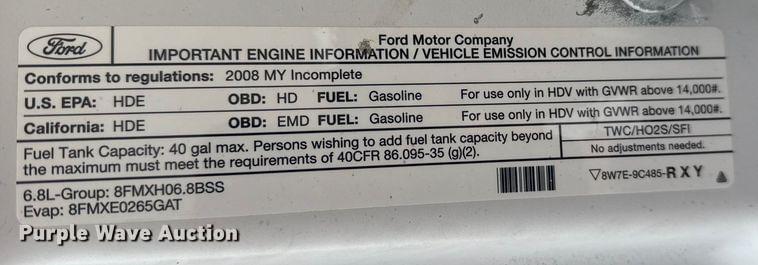 Ford
Ford Motor Company
IMPORTANT ENGINE INFORMATION / VEHICLE EMISSION CONTROL INFORMATION
Conforms to regulations: 2008 MY Incomplete
U.S. EPA: HDE OBD: HD FUEL: Gasoline For use only in HDV with GVWR above 14,000#.
California: HDE OBD: EMD FUEL: Gasoline For use only in HDV with GVWR above 14,000#.
Fuel Tank Capacity: 40 gal max. Persons wishing to add fuel tank capacity beyond
the maximum must meet the requirements of 40CFR 86.095-35 (g)(2).
TWC/HO2S/SFI
No adjustments needed.
6.8L-Group: 8FMXH06.8BSS
Evap: 8FMXE0265GAT
8W7E-9C485-RXY
Purple Wave Auction